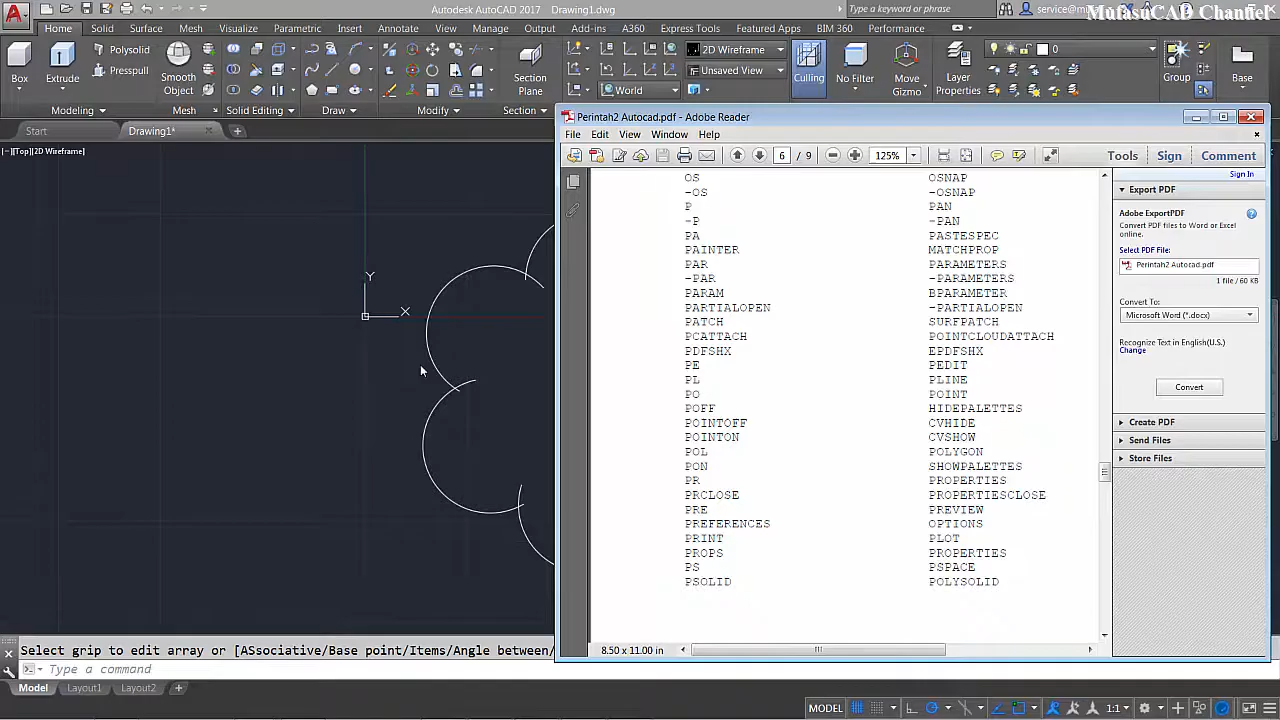 Autodesk AutoCAD 2017 Drawing1.dwg
Type a keyword or phrase
service@m
MufasuCAD Channel
Home Solid Surface Mesh Visualize Parametric Insert Annotate View Manage Output Add-ins A360 Express Tools Featured Apps BIM 360 Performance
Box
Extrude
Polysolid
Presspull
Smooth
Object
Section
Plane
2D Wireframe
Unsaved View
World
Culling
No Filter
Move
Gizmo
Layer
Properties
0
Group
Base
Modeling Mesh Solid Editing Draw Modify Section
Start Drawing1*
[−][Top][2D Wireframe]
Y
X
Perintah2 Autocad.pdf - Adobe Reader
File Edit View Window Help
6 / 9 125% Tools Sign Comment
OS OSNAP
-OS -OSNAP
P PAN
-P -PAN
PA PASTESPEC
PAINTER MATCHPROP
PAR PARAMETERS
-PAR -PARAMETERS
PARAM BPARAMETER
PARTIALOPEN -PARTIALOPEN
PATCH SURFPATCH
PCATTACH POINTCLOUDATTACH
PDFSHX EPDFSHX
PE PEDIT
PL PLINE
PO POINT
POFF HIDEPALETTES
POINTOFF CVHIDE
POINTON CVSHOW
POL POLYGON
PON SHOWPALETTES
PR PROPERTIES
PRCLOSE PROPERTIESCLOSE
PRE PREVIEW
PREFERENCES OPTIONS
PRINT PLOT
PROPS PROPERTIES
PS PSPACE
PSOLID POLYSOLID
8.50 x 11.00 in
Sign In
Export PDF
Adobe ExportPDF
Convert PDF files to Word or Excel
online.
Select PDF File:
Perintah2 Autocad.pdf
1 file / 60 KB
Convert To:
Microsoft Word (*.docx)
Recognize Text in English(U.S.)
Change
Convert
Create PDF
Send Files
Store Files
Select grip to edit array or [ASsociative/Base point/Items/Angle between/
Type a command
Model Layout1 Layout2
MODEL 1:1